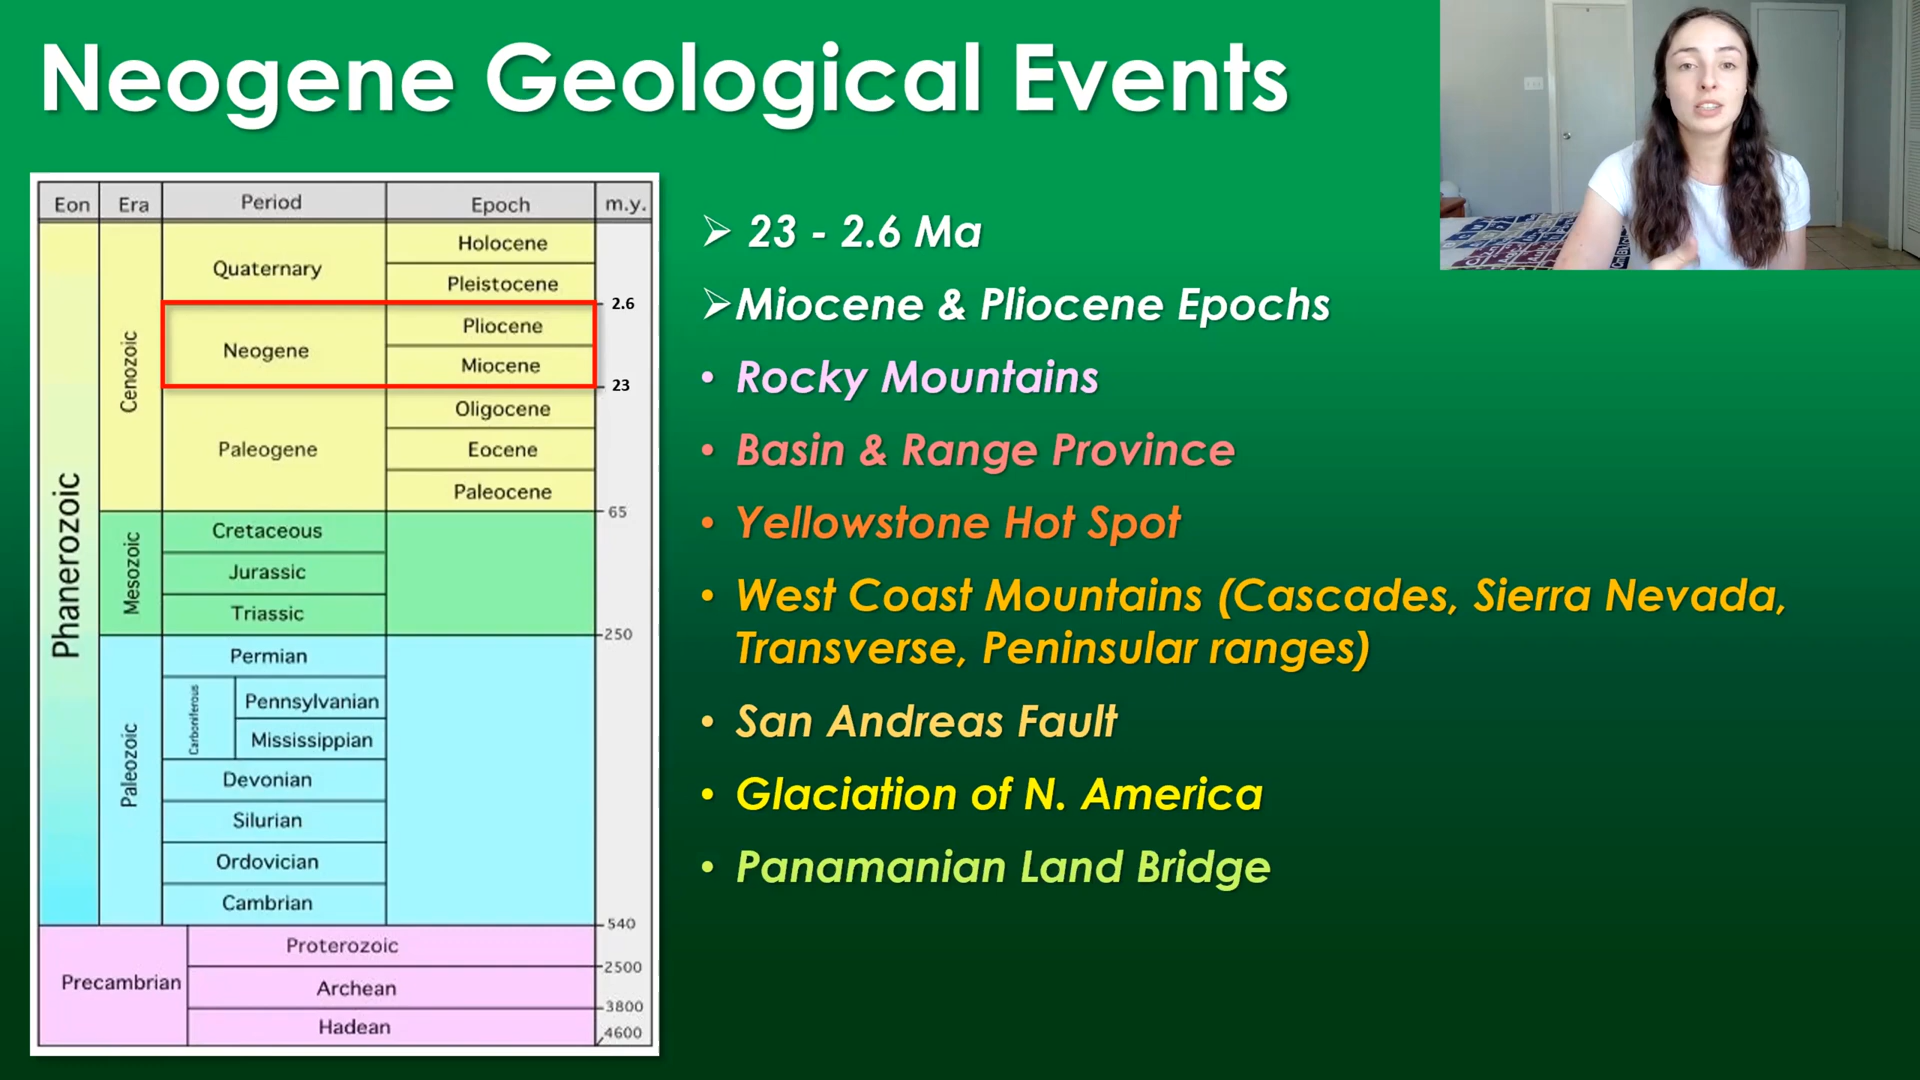 Neogene Geological Events
Eon Era Period Epoch m.y.
Phanerozoic
Cenozoic
Quaternary
Holocene
Pleistocene
2.6
Neogene
Pliocene
Miocene
23
Paleogene
Oligocene
Eocene
Paleocene
65
Mesozoic
Cretaceous
Jurassic
Triassic
250
Paleozoic
Permian
Carboniferous
Pennsylvanian
Mississippian
Devonian
Silurian
Ordovician
Cambrian
540
Precambrian
Proterozoic
2500
Archean
3800
Hadean
4600
➢ 23 - 2.6 Ma
➢ Miocene & Pliocene Epochs
• Rocky Mountains
• Basin & Range Province
• Yellowstone Hot Spot
• West Coast Mountains (Cascades, Sierra Nevada,
Transverse, Peninsular ranges)
• San Andreas Fault
• Glaciation of N. America
• Panamanian Land Bridge